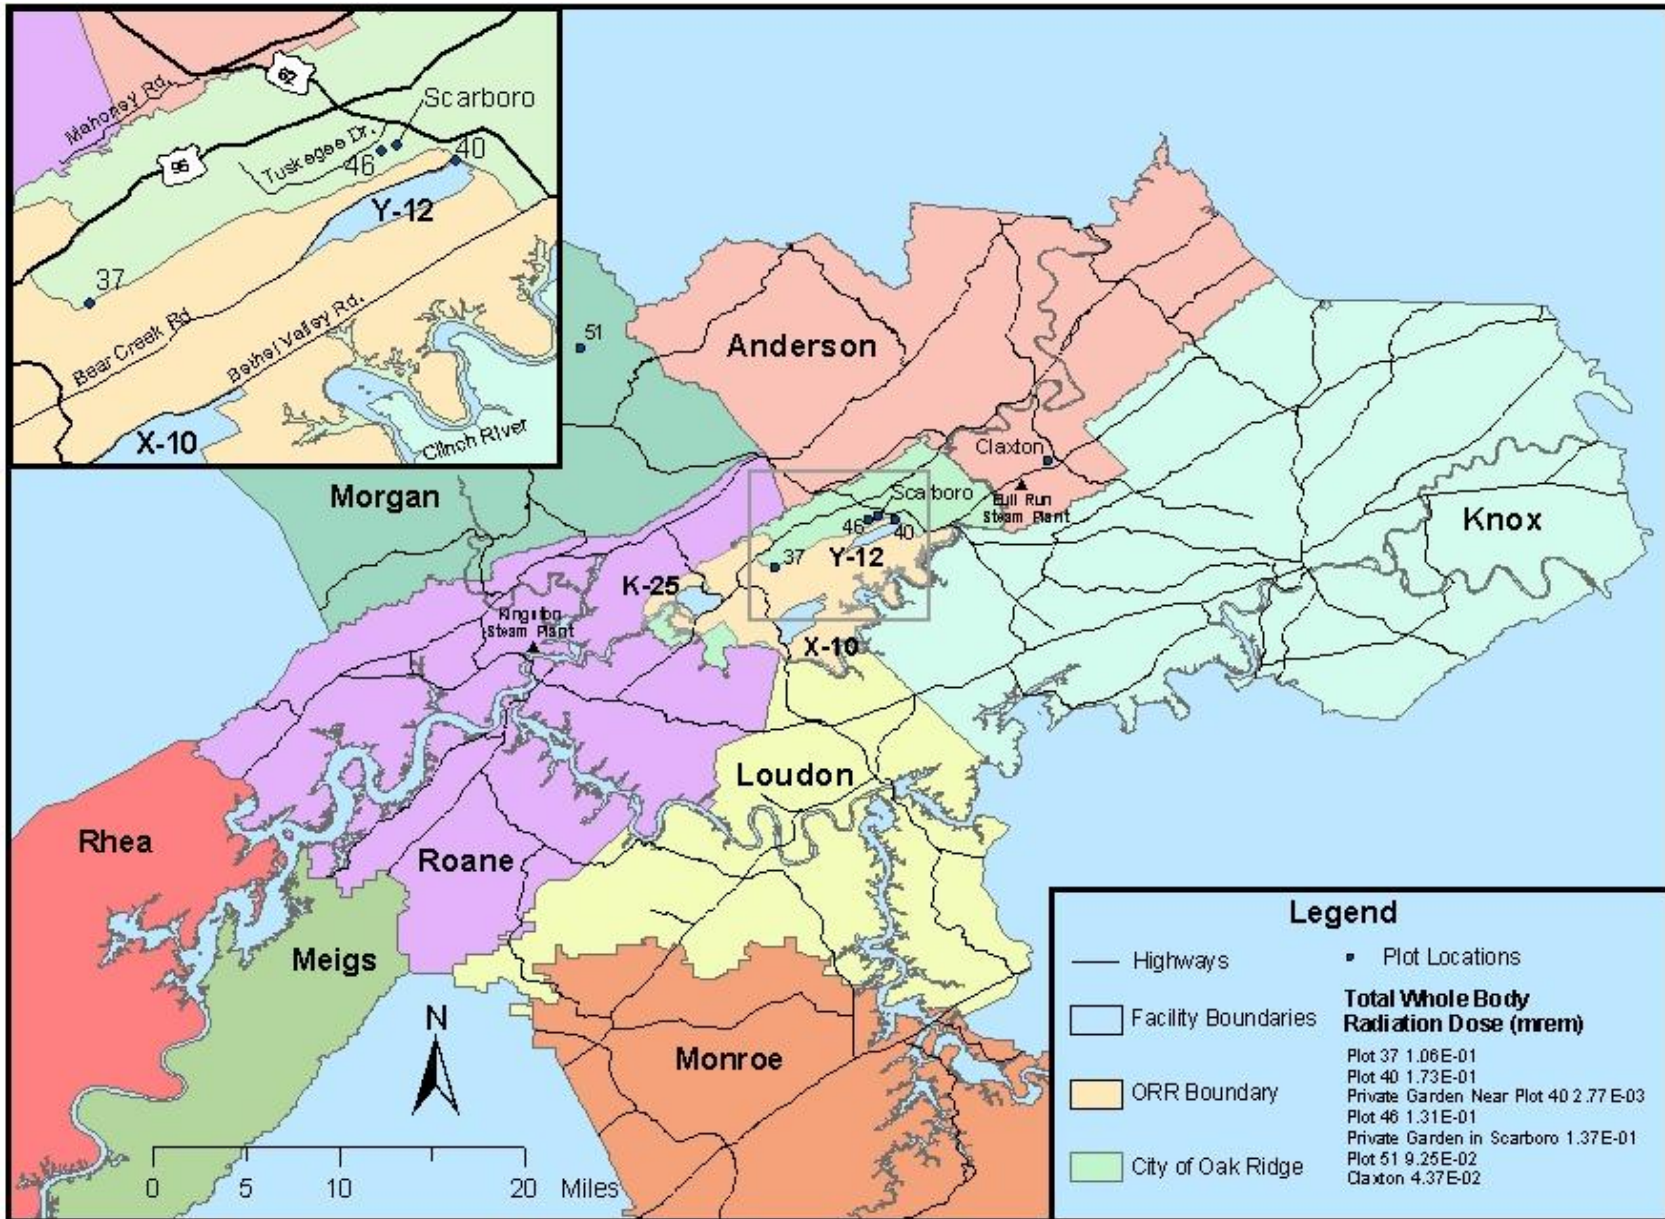 Mahoney Rd.
62
Scarboro
95
Tuskegee Dr.
46
40
Y-12
37
Bear Creek Rd.
Bethel Valley Rd.
X-10
Clinch River
51
Anderson
Morgan
Claxton
Bull Run
Steam Plant
Scarboro
46
40
37
Y-12
Knox
K-25
Kingston
Steam Plant
X-10
Loudon
Rhea
Roane
Meigs
Monroe
N
0 5 10 20 Miles
Legend
Highways
Facility Boundaries
ORR Boundary
City of Oak Ridge
Plot Locations
Total Whole Body
Radiation Dose (mrem)
Plot 37 1.06E-01
Plot 40 1.73E-01
Private Garden Near Plot 40 2.77E-03
Plot 46 1.31E-01
Private Garden in Scarboro 1.37E-01
Plot 51 9.25E-02
Claxton 4.37E-02